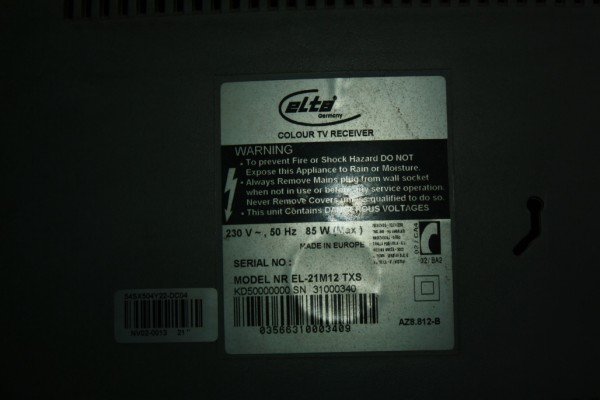 elta
Germany
COLOUR TV RECEIVER
WARNING
• To prevent Fire or Shock Hazard DO NOT
Expose this Appliance to Rain or Moisture.
• Always Remove Mains plug from wall socket
when not in use or before any service operation.
Never Remove Covers unless qualified to do so.
• This unit Contains DANGEROUS VOLTAGES
230 V ~ , 50 Hz 85 W (Max )
MADE IN EUROPE
SERIAL NO :
MODEL NR EL-21M12 TXS
KD50000000 SN 31000340
03566310003409
AZ8.812-B
21"